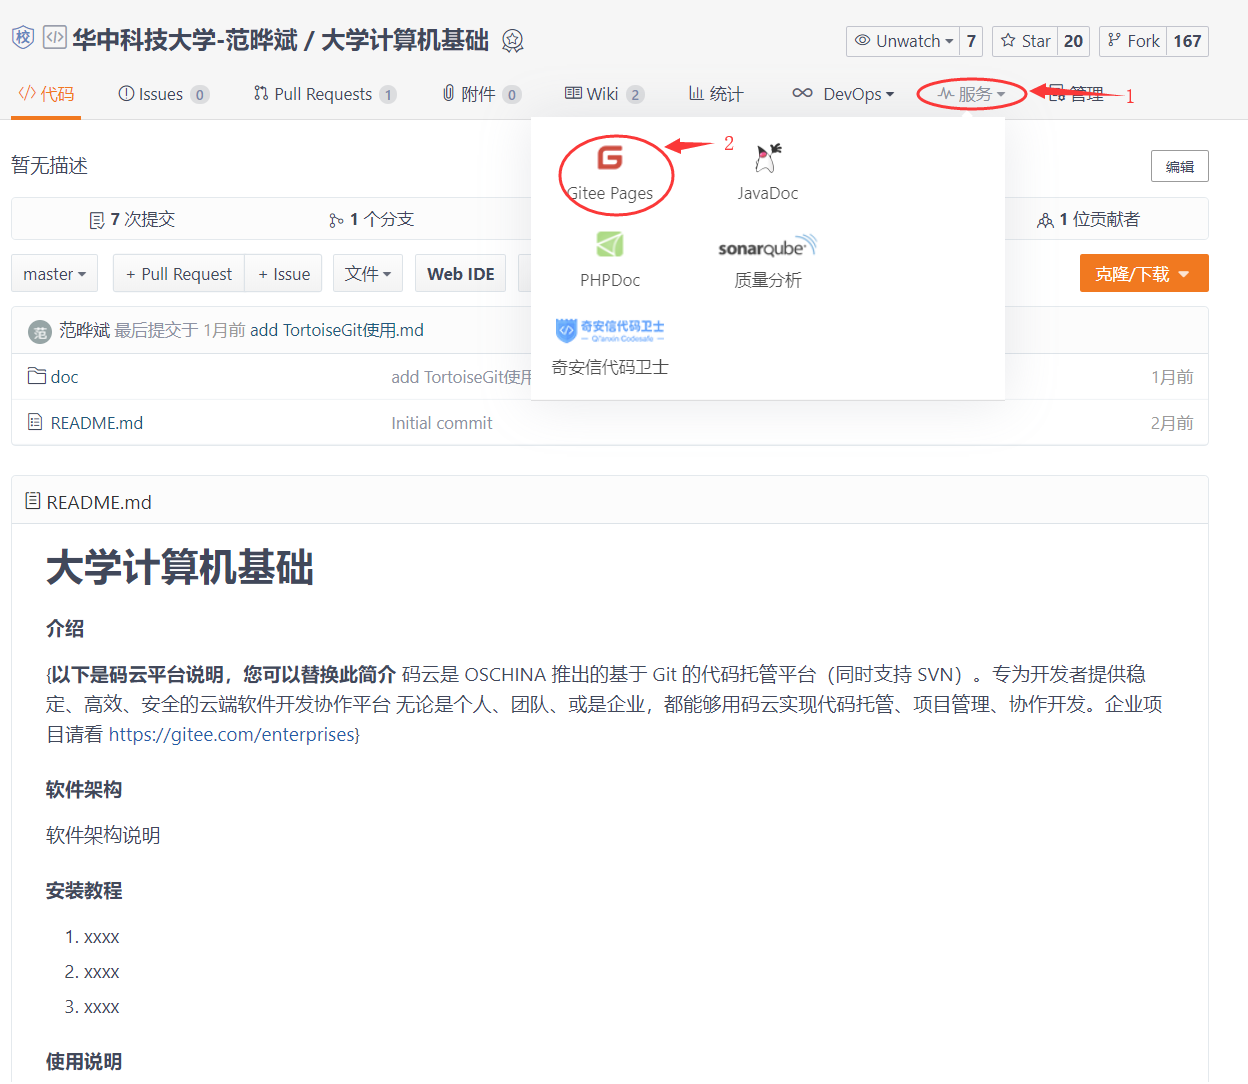 校 华中科技大学-范晔斌 / 大学计算机基础
Unwatch 7 Star 20 Fork 167
代码 Issues 0 Pull Requests 1 附件 0 Wiki 2 统计 DevOps 服务 管理 1
2
暂无描述
编辑
Gitee Pages JavaDoc
7 次提交 1 个分支 1 位贡献者
sonarqube
PHPDoc 质量分析
master + Pull Request + Issue 文件 Web IDE 克隆/下载
奇安信代码卫士
Qi'anxin Codesafe
奇安信代码卫士
范 范晔斌 最后提交于 1月前 add TortoiseGit使用.md
doc add TortoiseGit使用 1月前
README.md Initial commit 2月前
README.md
大学计算机基础
介绍
{以下是码云平台说明，您可以替换此简介 码云是 OSCHINA 推出的基于 Git 的代码托管平台（同时支持 SVN）。专为开发者提供稳
定、高效、安全的云端软件开发协作平台 无论是个人、团队、或是企业，都能够用码云实现代码托管、项目管理、协作开发。企业项
目请看 https://gitee.com/enterprises}
软件架构
软件架构说明
安装教程
1. xxxx
2. xxxx
3. xxxx
使用说明